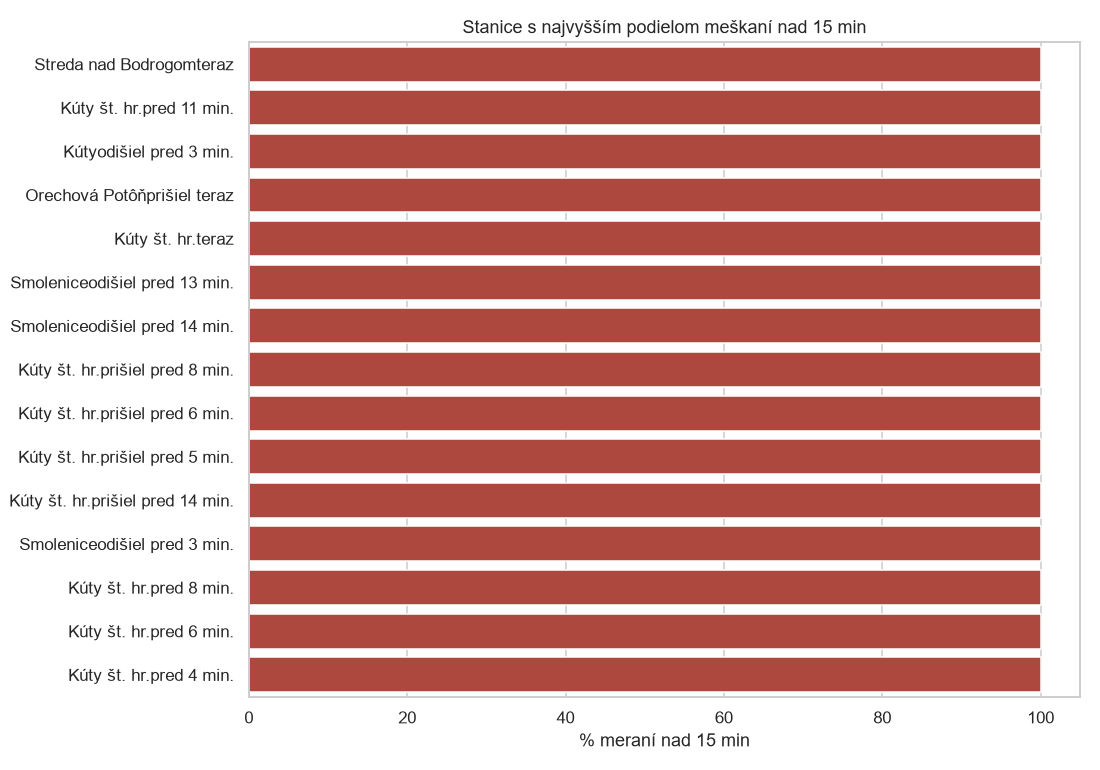 Stanice s najvyšším podielom meškaní nad 15 min
Streda nad Bodrogomteraz
Kúty št. hr.pred 11 min.
Kútyodišiel pred 3 min.
Orechová Potôňprišiel teraz
Kúty št. hr.teraz
Smoleniceodišiel pred 13 min.
Smoleniceodišiel pred 14 min.
Kúty št. hr.prišiel pred 8 min.
Kúty št. hr.prišiel pred 6 min.
Kúty št. hr.prišiel pred 5 min.
Kúty št. hr.prišiel pred 14 min.
Smoleniceodišiel pred 3 min.
Kúty št. hr.pred 8 min.
Kúty št. hr.pred 6 min.
Kúty št. hr.pred 4 min.
0 20 40 60 80 100
% meraní nad 15 min